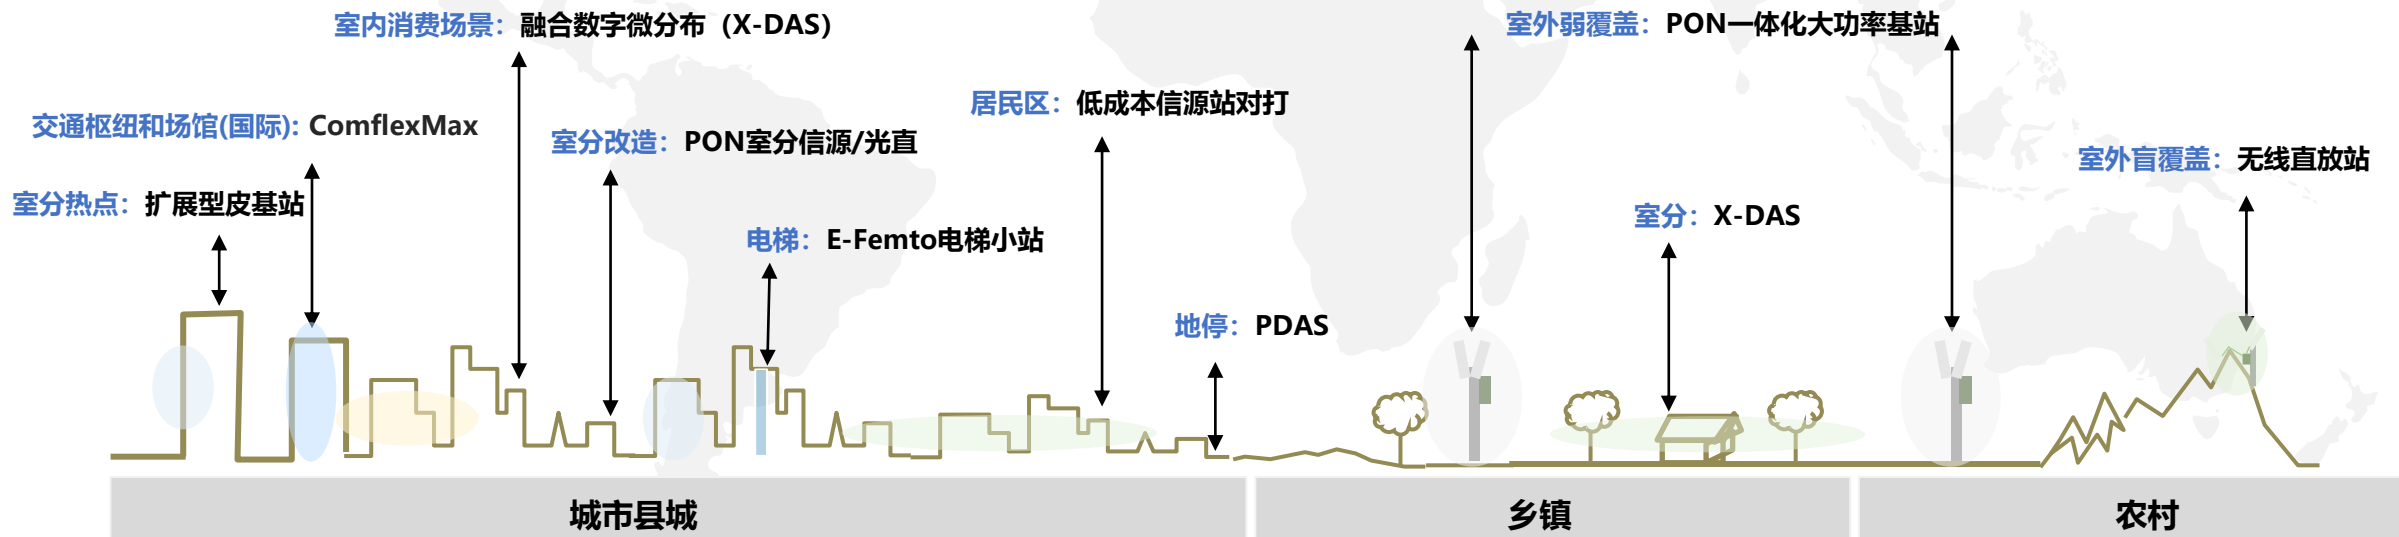 室内消费场景：融合数字微分布（X-DAS）
室外弱覆盖：PON一体化大功率基站
居民区：低成本信源站对打
交通枢纽和场馆(国际): ComflexMax
室分改造：PON室分信源/光直
室外盲覆盖：无线直放站
室分热点：扩展型皮基站
室分：X-DAS
电梯：E-Femto电梯小站
地停：PDAS
城市县城
乡镇
农村